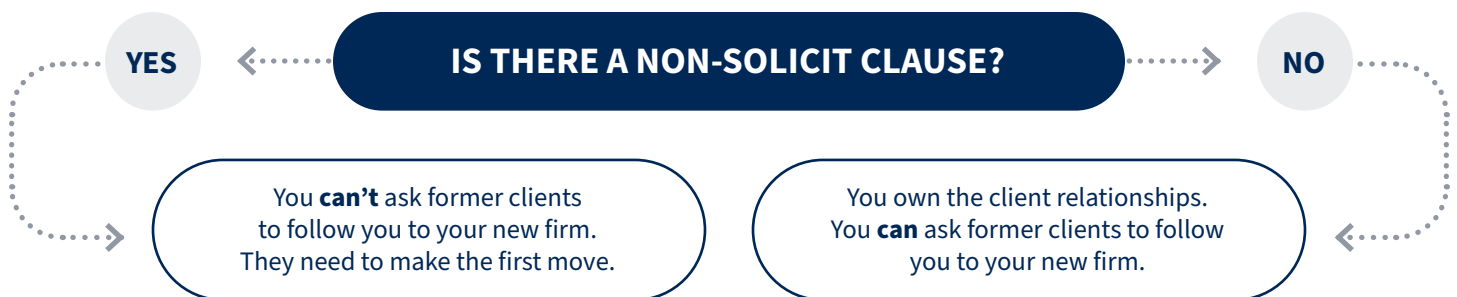 IS THERE A NON-SOLICIT CLAUSE?
YES
NO
You can't ask former clients
to follow you to your new firm.
They need to make the first move.
You own the client relationships.
You can ask former clients to follow
you to your new firm.